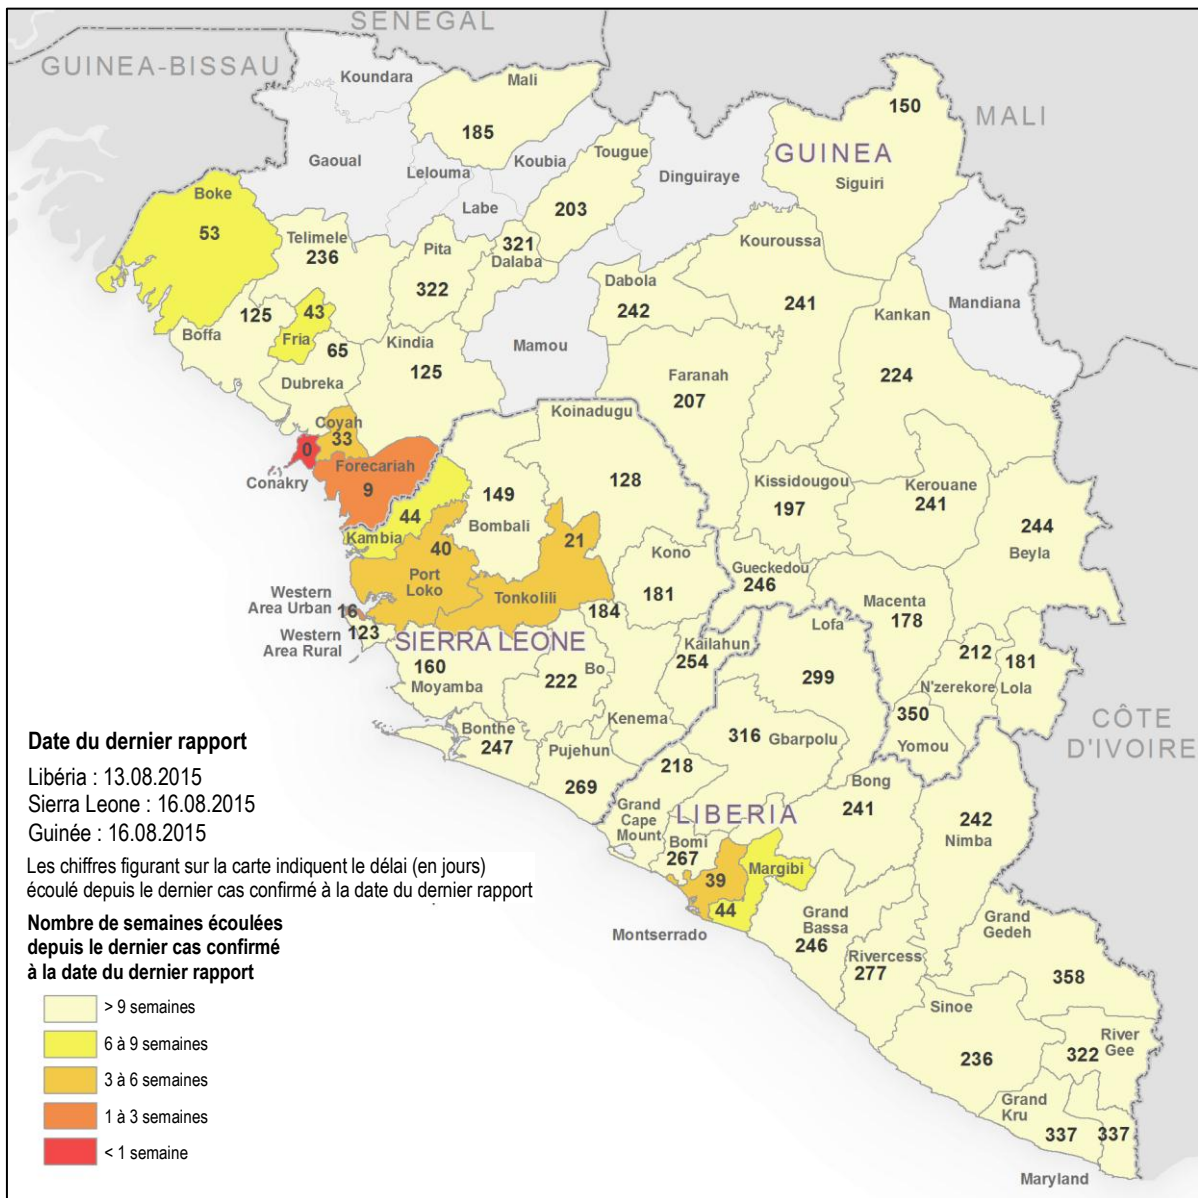 SENEGAL
GUINEA-BISSAU
Koundara
Mali
185
150
MALI
GUINEA
Siguiri
Gaoual
Lelouma
Koubia
Tougue
203
Dinguiraye
Labe
Boke
53
Telimele
236
Pita
322
321
Dalaba
Kouroussa
241
Dabola
242
Mandiana
Kankan
224
125
Boffa
43
Fria
65
Dubreka
Kindia
125
Mamou
Faranah
207
Koinadugu
128
Coyah
33
0
Conakry
Forecariah
9
149
Bombali
Kissidougou
197
Kerouane
241
244
Beyla
44
Kambia
40
Port
Loko
21
Tonkolili
Kono
181
Gueckedou
246
Macenta
178
Western
Area Urban
16
Western
Area Rural
123
184
SIERRA LEONE
160
Moyamba
222
Bo
Kailahun
254
Lofa
299
212
N'zerekore
181
Lola
350
Yomou
CÔTE
D'IVOIRE
Bonthe
247
Pujehun
269
Kenema
316
Gbarpolu
218
Grand
Cape
Mount
LIBERIA
Bong
241
242
Nimba
Bomi
267
39
Margibi
44
Montserrado
Grand
Bassa
246
Rivercess
277
Grand
Gedeh
358
Sinoe
236
River
Gee
322
Grand
Kru
337
337
Maryland
Date du dernier rapport
Libéria : 13.08.2015
Sierra Leone : 16.08.2015
Guinée : 16.08.2015
Les chiffres figurant sur la carte indiquent le délai (en jours)
écoulé depuis le dernier cas confirmé à la date du dernier rapport
Nombre de semaines écoulées
depuis le dernier cas confirmé
à la date du dernier rapport
> 9 semaines
6 à 9 semaines
3 à 6 semaines
1 à 3 semaines
< 1 semaine